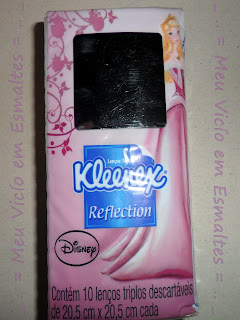 Lenços
Kleenex
Reflection
Disney
Contém 10 lenços triplos descartáveis
de 20,5 cm x 20,5 cm cada
= Meu Vício em Esmaltes =
= Meu Vício em Esmaltes =